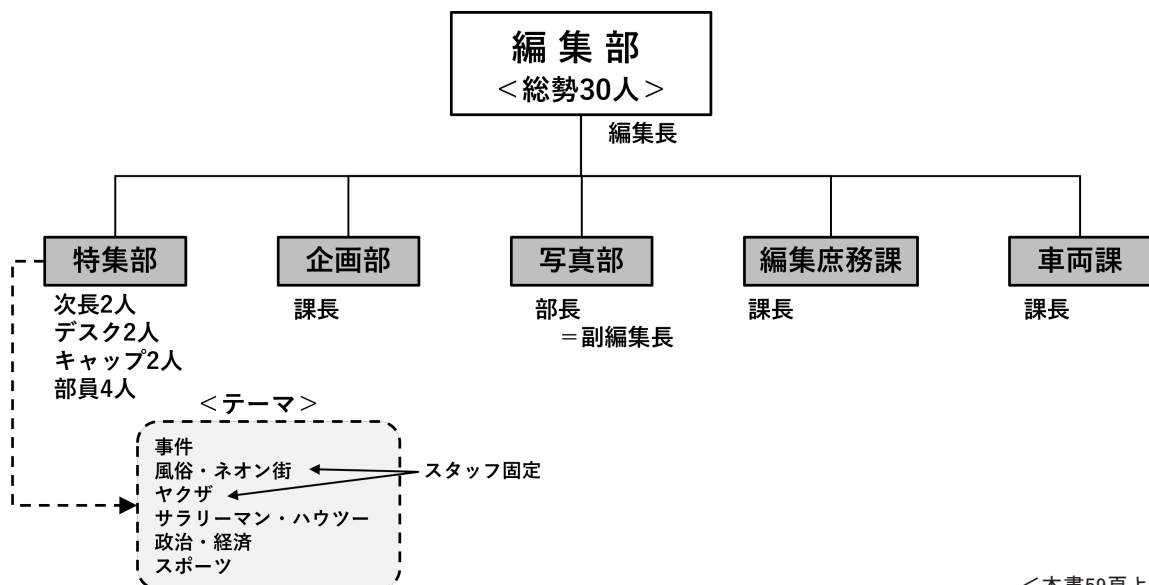 編集部
＜総勢30人＞
編集長
特集部
企画部
写真部
編集庶務課
車両課
次長2人
デスク2人
キャップ2人
部員4人
課長
部長
＝副編集長
課長
課長
＜テーマ＞
事件
風俗・ネオン街
ヤクザ
サラリーマン・ハウツー
政治・経済
スポーツ
スタッフ固定